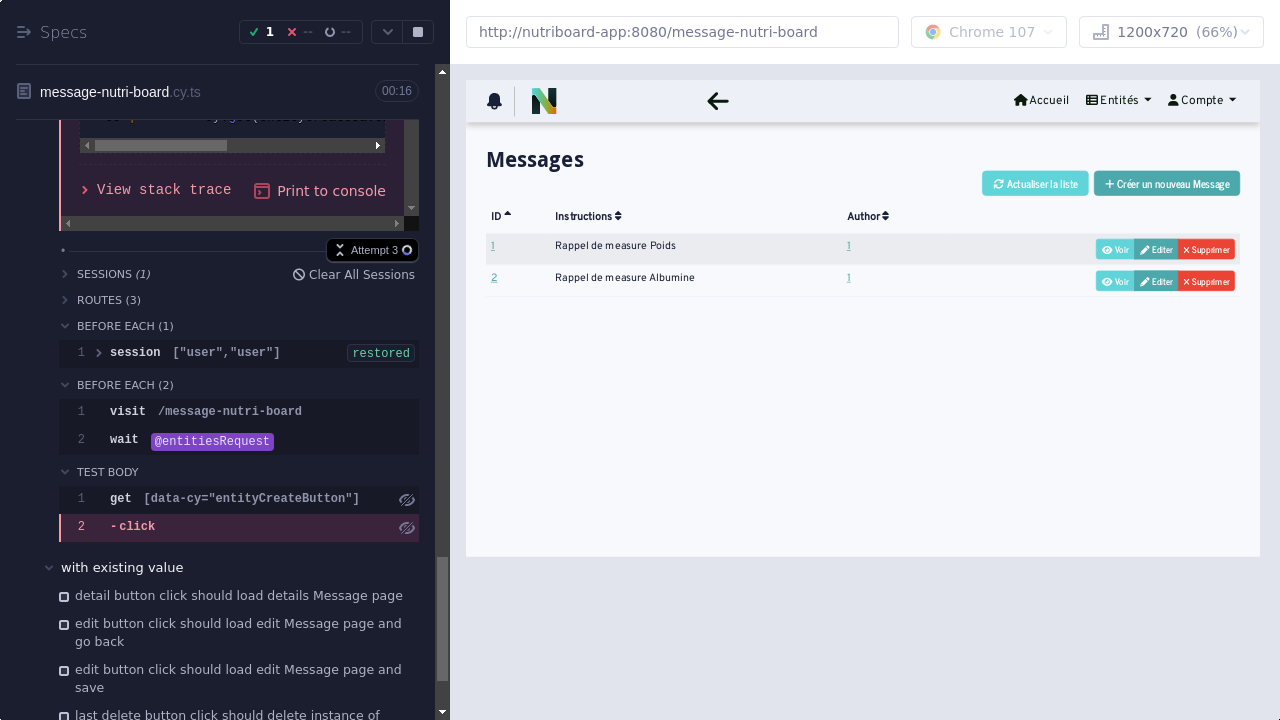 Specs
1
--
--
message-nutri-board.cy.ts
00:16
View stack trace
Print to console
Attempt 3
SESSIONS (1)
Clear All Sessions
ROUTES (3)
BEFORE EACH (1)
1 session ["user","user"] restored
BEFORE EACH (2)
1 visit /message-nutri-board
2 wait @entitiesRequest
TEST BODY
1 get [data-cy="entityCreateButton"]
2 -click
with existing value
detail button click should load details Message page
edit button click should load edit Message page and
go back
edit button click should load edit Message page and
save
last delete button click should delete instance of
http://nutriboard-app:8080/message-nutri-board
Chrome 107
1200x720 (66%)
Accueil
Entités
Compte
Messages
Actualiser la liste
Créer un nouveau Message
ID Instructions Author
1 Rappel de measure Poids 1 Voir Editer Supprimer
2 Rappel de measure Albumine 1 Voir Editer Supprimer